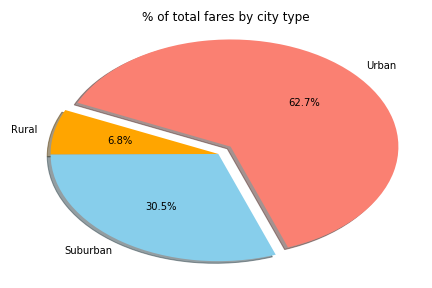 % of total fares by city type
Urban
62.7%
Rural
6.8%
30.5%
Suburban